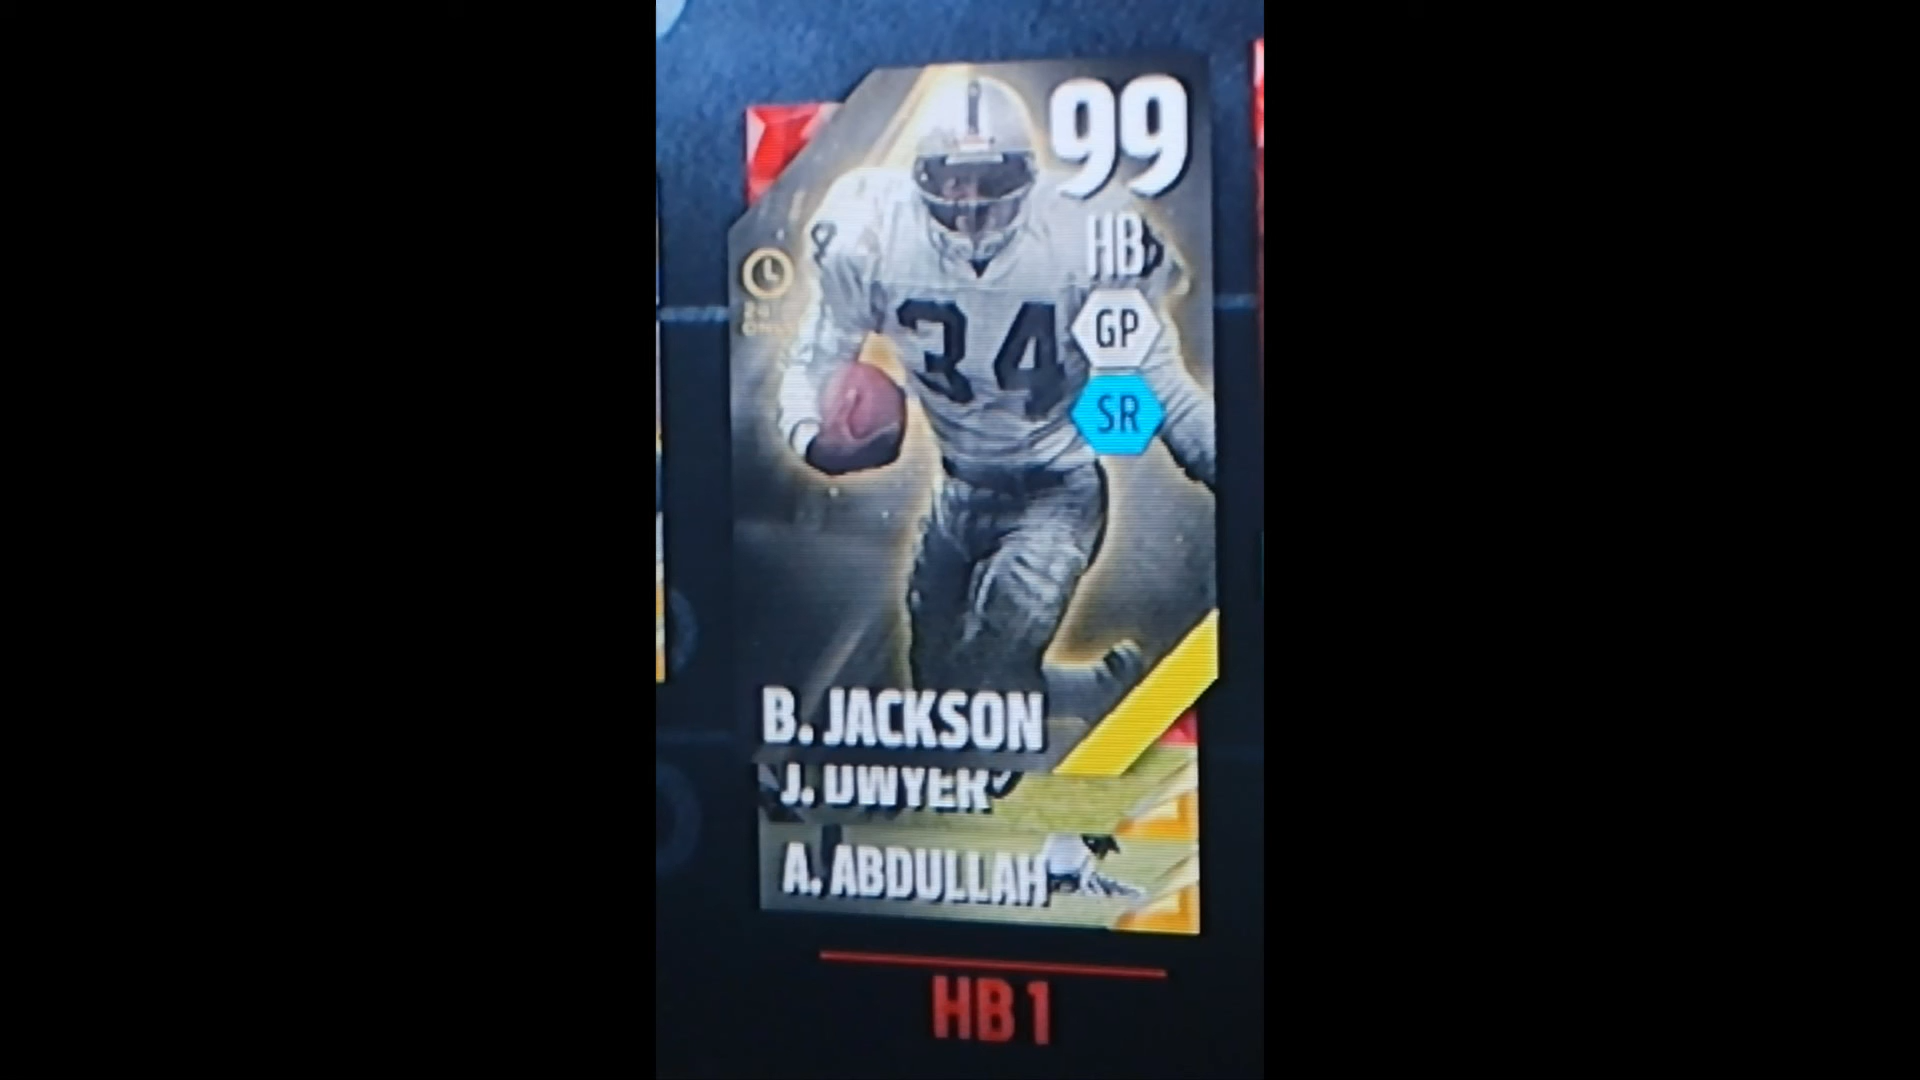 99
HB
GP
34
SR
B. JACKSON
J. DWYER
A. ABDULLAH
HB 1